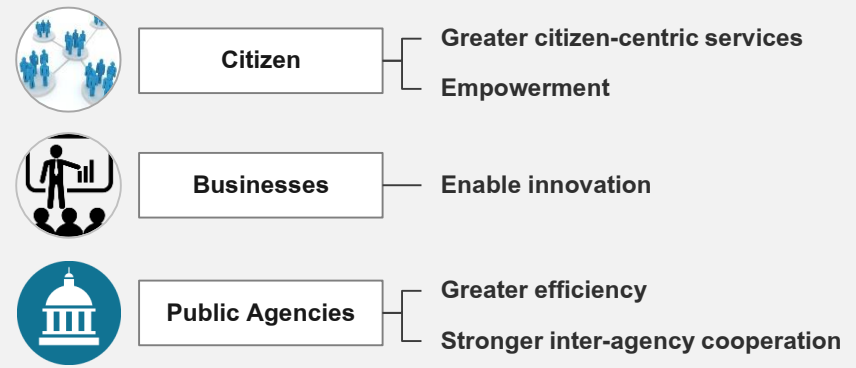 Citizen
Greater citizen-centric services
Empowerment
Businesses
Enable innovation
Public Agencies
Greater efficiency
Stronger inter-agency cooperation